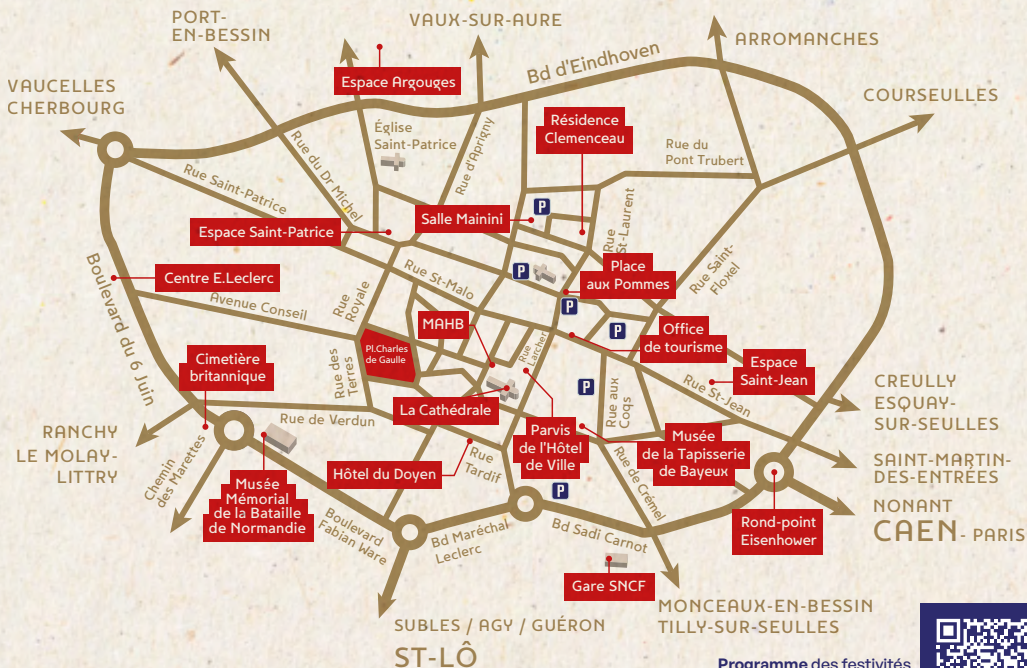 PORT-
EN-BESSIN
VAUX-SUR-AURE
ARROMANCHES
VAUCELLES
CHERBOURG
COURSEULLES
Espace Argouges
Bd d'Eindhoven
Église
Saint-Patrice
Résidence
Clemenceau
Rue du
Pont Trubert
Rue du Dr Michel
Rue d'Aprigny
Rue Saint-Patrice
Salle Mainini
P
Rue
St-Laurent
Espace Saint-Patrice
Centre E.Leclerc
Rue St-Malo
P
Place
aux Pommes
Rue Saint-
Floxel
Boulevard du 6 Juin
Avenue Conseil
Rue
Royale
MAHB
P
P
Office
de tourisme
Pl.Charles
de Gaulle
Rue
Larcher
Cimetière
britannique
Rue des
Terres
Espace
Saint-Jean
Rue St-Jean
P
Rue aux
Coqs
La Cathédrale
Rue de Verdun
CREULLY
ESQUAY-
SUR-SEULLES
RANCHY
LE MOLAY-
LITTRY
Parvis
de l'Hôtel
de Ville
Musée
de la Tapisserie
de Bayeux
Chemin
des Marettes
Hôtel du Doyen
Rue
Tardif
Rue de Crémel
SAINT-MARTIN-
DES-ENTRÉES
Musée
Mémorial
de la Bataille
de Normandie
P
NONANT
CAEN - PARIS
Rond-point
Eisenhower
Boulevard
Fabian Ware
Bd Maréchal
Leclerc
Bd Sadi Carnot
Gare SNCF
MONCEAUX-EN-BESSIN
TILLY-SUR-SEULLES
SUBLES / AGY / GUÉRON
ST-LÔ
Programme des festivités